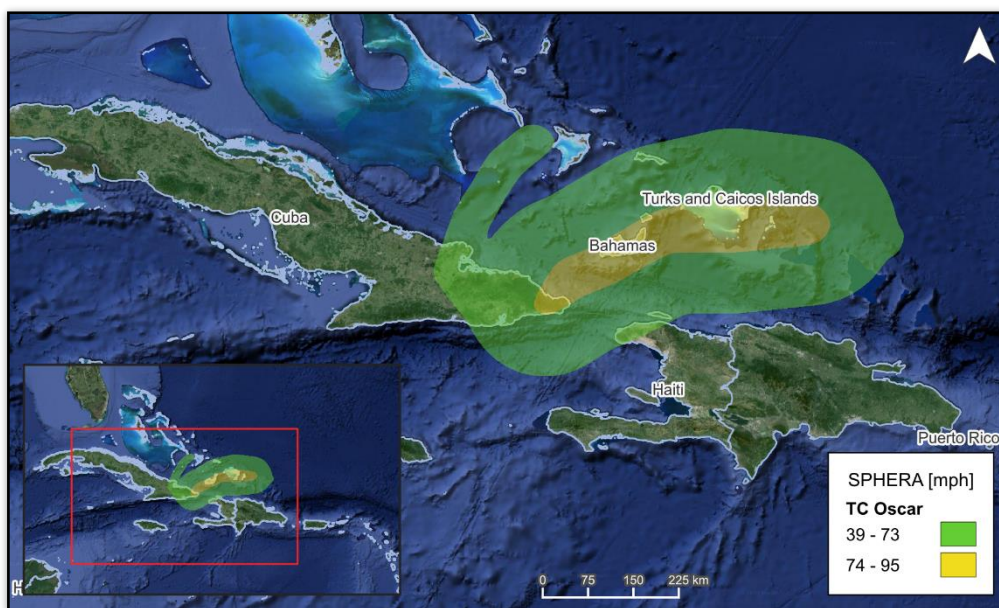 Turks and Caicos Islands
Cuba
Bahamas
Haiti
Puerto Rico
SPHERA [mph]
TC Oscar
39 - 73
74 - 95
0 75 150 225 km
H